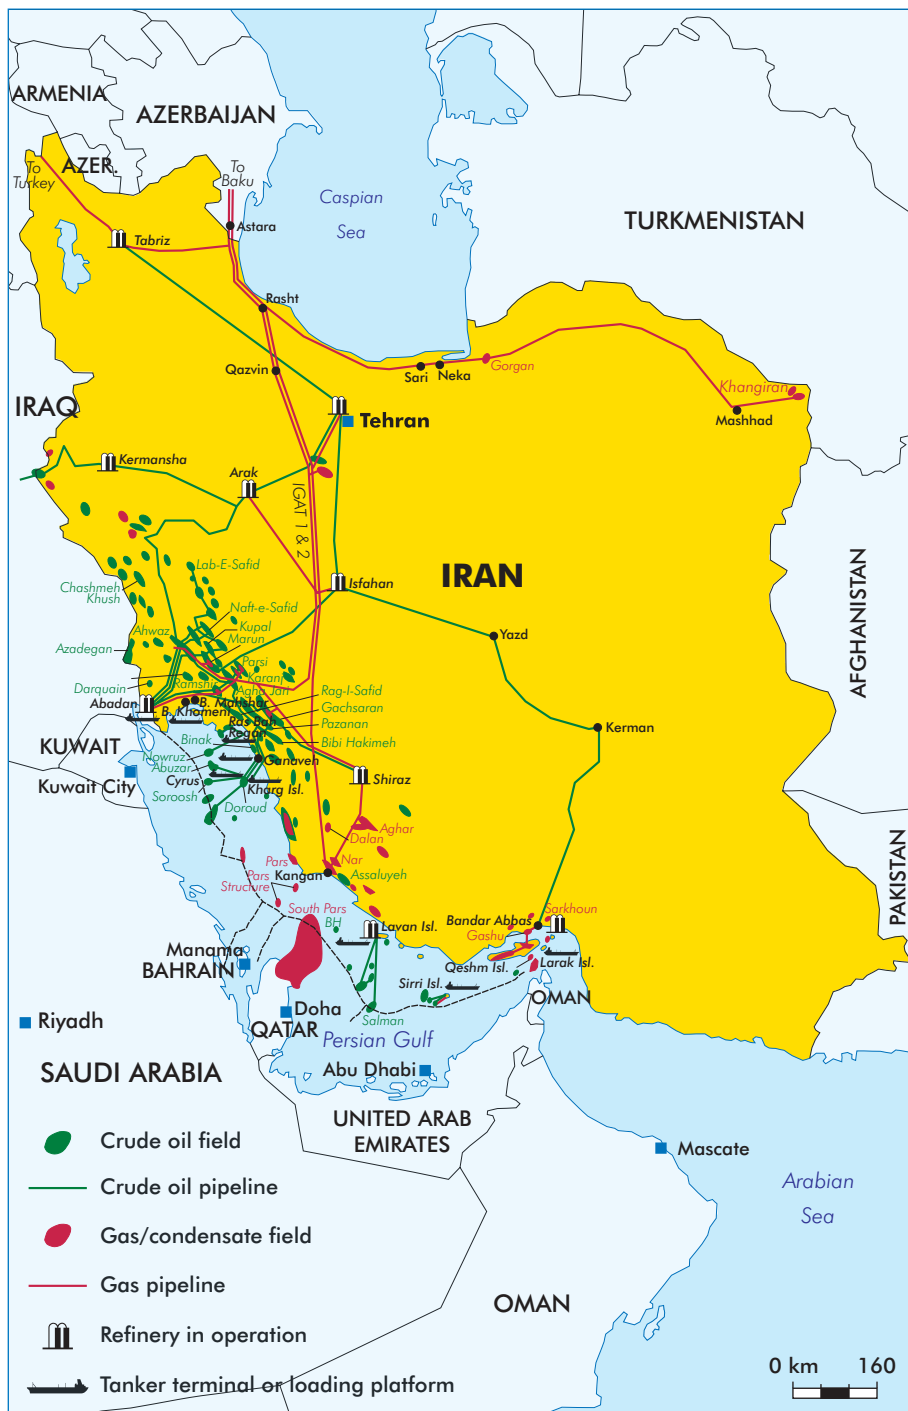 ARMENIA
AZERBAIJAN
AZER.
To
Turkey
To
Baku
Caspian
Sea
TURKMENISTAN
Astara
Tabriz
Rasht
Qazvin
Sari
Neka
Gorgan
Khangiran
Mashhad
IRAQ
Tehran
Kermansha
Arak
IGAT 1 & 2
IRAN
Isfahan
AFGHANISTAN
Lab-E-Safid
Chashmeh
Khush
Naft-e-Safid
Ahwaz
Kupal
Marun
Azadegan
Yazd
Parsi
Karanj
Darquain
Ramshir
Agha Jari
Rag-I-Safid
Abadan
B. Mahshar
B. Khomeni
Gachsaran
Ras Bah
Regan
Pazanan
Kerman
KUWAIT
Binak
Bibi Hakimeh
Nowruz
Ganaveh
Abuzar
Kuwait City
Cyrus
Kharg Isl.
Shiraz
Soroosh
Doroud
Aghar
Dalan
PAKISTAN
Pars
Nar
Kangan
Assaluyeh
Pars
Structure
South Pars
BH
Lavan Isl.
Bandar Abbas
Sarkhoun
Gashu
Manama
BAHRAIN
Qeshm Isl.
Larak Isl.
Sirri Isl.
OMAN
Doha
QATAR
Salman
Riyadh
Persian Gulf
Abu Dhabi
SAUDI ARABIA
UNITED ARAB
EMIRATES
Mascate
Arabian
Sea
OMAN
Crude oil field
Crude oil pipeline
Gas/condensate field
Gas pipeline
Refinery in operation
Tanker terminal or loading platform
0 km 160